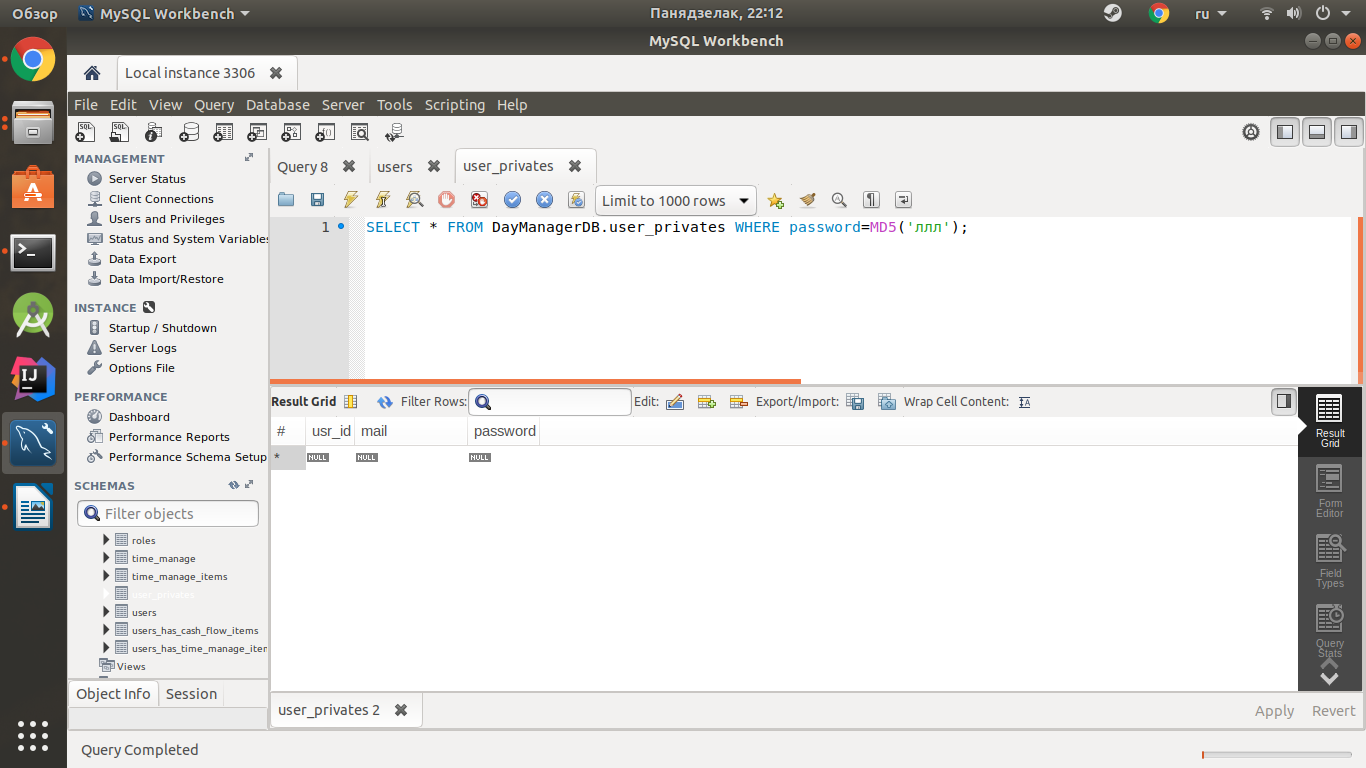 Обзор MySQL Workbench Панядзелак, 22:12 ru
MySQL Workbench
Local instance 3306
File Edit View Query Database Server Tools Scripting Help
MANAGEMENT
Server Status
Client Connections
Users and Privileges
Status and System Variables
Data Export
Data Import/Restore
INSTANCE
Startup / Shutdown
Server Logs
Options File
PERFORMANCE
Dashboard
Performance Reports
Performance Schema Setup
SCHEMAS
Filter objects
roles
time_manage
time_manage_items
user_privates
users
users_has_cash_flow_items
users_has_time_manage_iter
Views
Object Info Session
Query 8 users user_privates
Limit to 1000 rows
1 SELECT * FROM DayManagerDB.user_privates WHERE password=MD5('ллл');
Result Grid Filter Rows: Edit: Export/Import: Wrap Cell Content:
# usr_id mail password
* NULL NULL NULL
Result
Grid
Form
Editor
Field
Types
Query
Stats
user_privates 2 Apply Revert
Query Completed